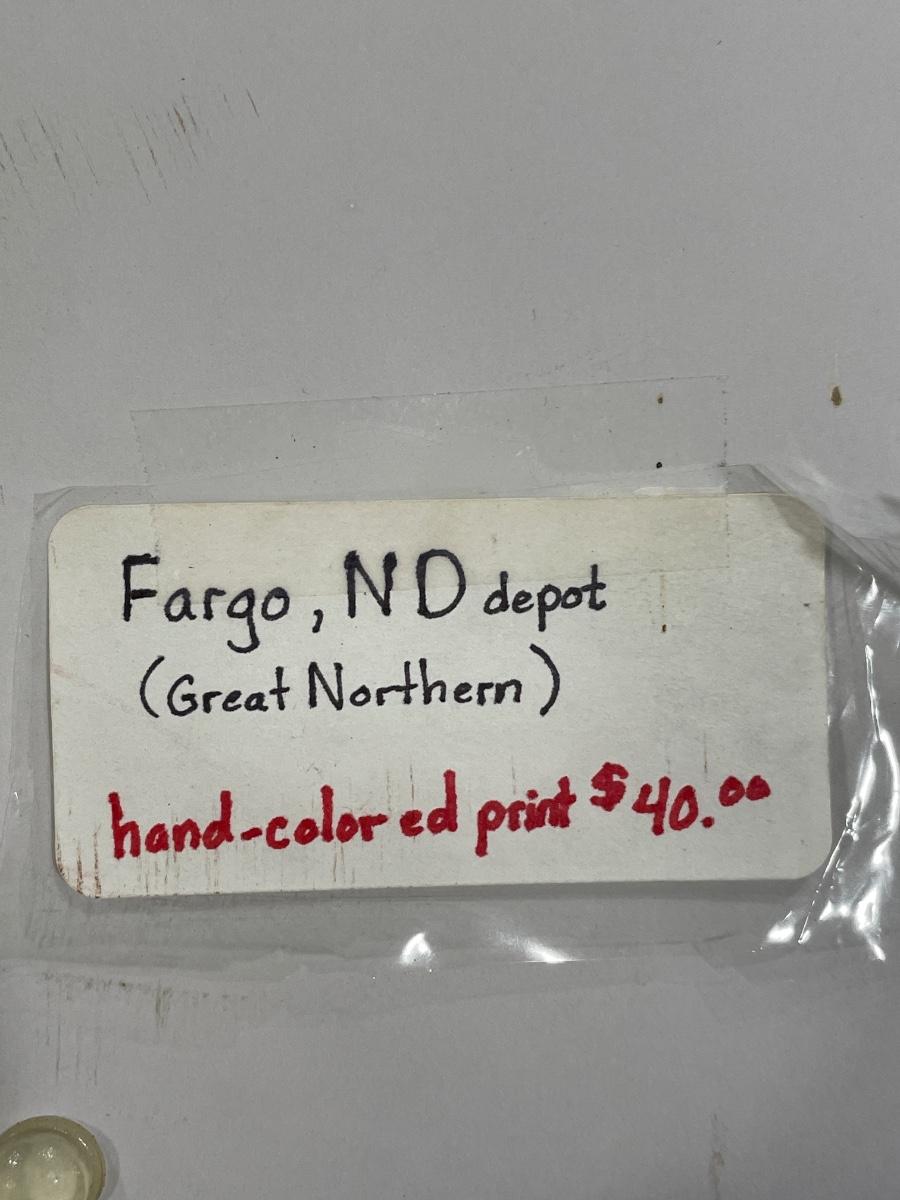 Fargo, ND depot
(Great Northern)
hand-colored print $40.00